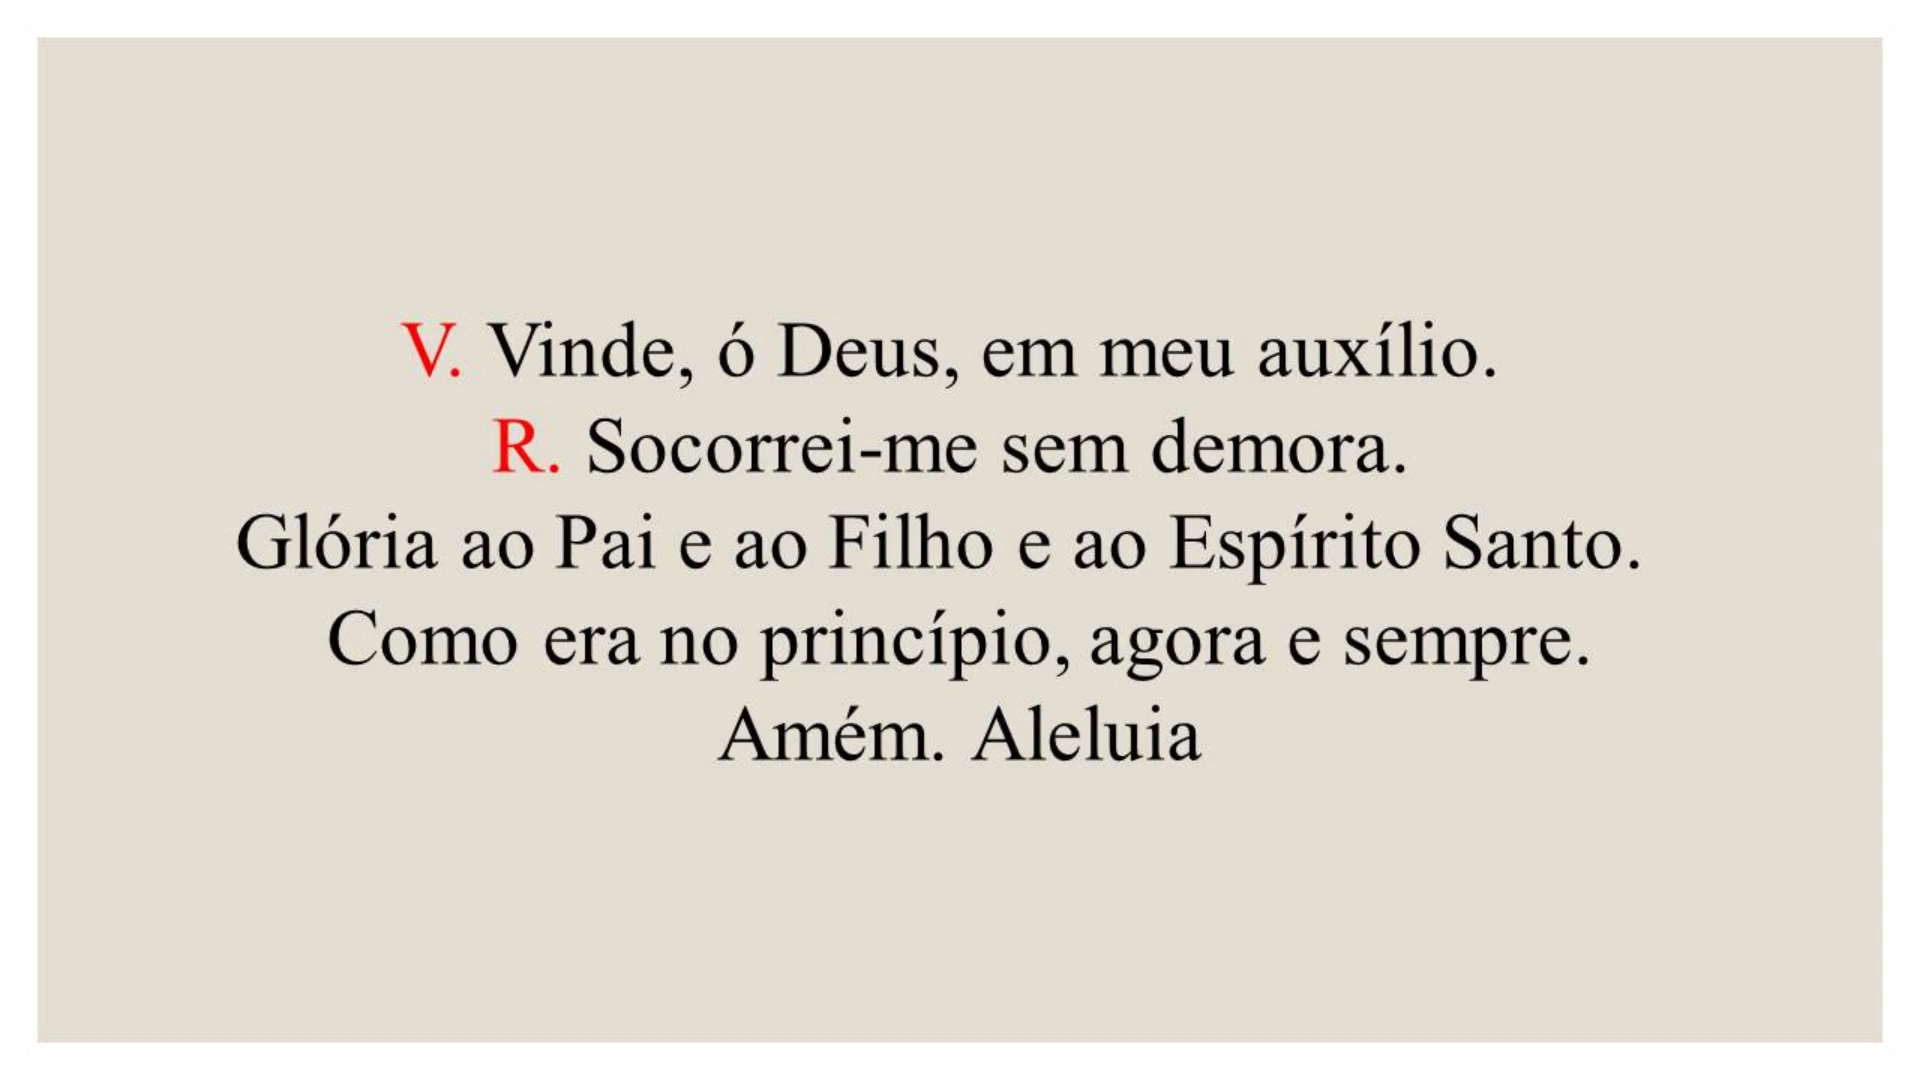 V. Vinde, ó Deus, em meu auxílio.
R. Socorrei-me sem demora.
Glória ao Pai e ao Filho e ao Espírito Santo.
Como era no princípio, agora e sempre.
Amém. Aleluia